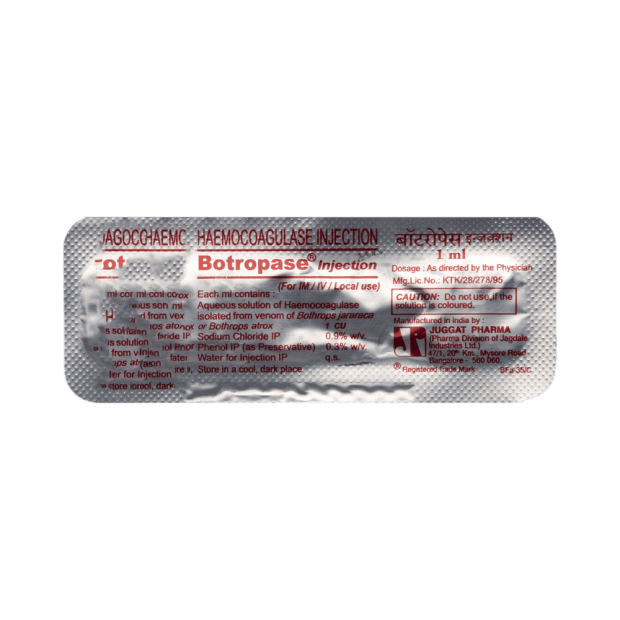 HAEMOCOAGULASE INJECTION
Botropase® Injection
(For IM / IV / Local use)
Each ml contains :
Aqueous solution of Haemocoagulase
isolated from venom of Bothrops jararaca
or Bothrops atrox 1 CU
Sodium Chloride IP 0.9% w/v.
Phenol IP (as Preservative) 0.3% w/v.
Water for Injection IP q.s.
Store in a cool, dark place
बॉटरोपेस इन्जक्शन
1 ml
Dosage : As directed by the Physician
Mfg.Lic.No.: KTK/28/278/95
CAUTION: Do not use,if the
solution is coloured.
Manufactured in India by :
JUGGAT PHARMA
(Pharma Division of Jagdale
Industries Ltd.)
47/1, 20th Km., Mysore Road
Bangalore - 560 060.
® Registered Trade Mark BFa-35/C